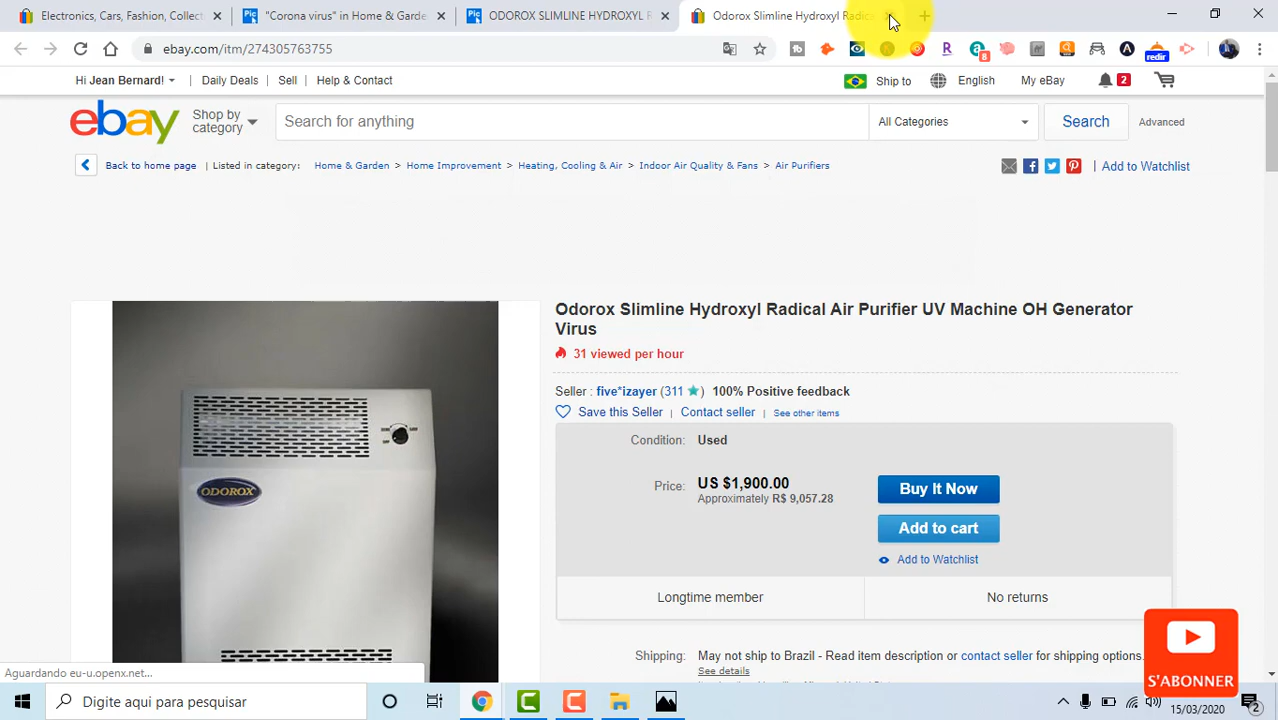 Electronics, Cars, Fashion, Collect
"Corona virus" in Home & Garde
ODOROX SLIMLINE HYDROXYL R
Odorox Slimline Hydroxyl Radica
ebay.com/item/274305763755
8
redir
Hi Jean Bernard!
Daily Deals
Sell
Help & Contact
Ship to
English
My eBay
2
ebay
Shop by
category
Search for anything
All Categories
Search
Advanced
Back to home page
Listed in category:
Home & Garden > Home Improvement > Heating, Cooling & Air > Indoor Air Quality & Fans > Air Purifiers
| Add to Watchlist
Odorox Slimline Hydroxyl Radical Air Purifier UV Machine OH Generator
Virus
31 viewed per hour
Seller : five*izayer (311 ) 100% Positive feedback
Save this Seller | Contact seller | See other items
Condition: Used
Price: US $1,900.00
Approximately R$ 9,057.28
Buy It Now
Add to cart
Add to Watchlist
Longtime member
No returns
Shipping: May not ship to Brazil - Read item description or contact seller for shipping options.
See details
ODOROX
Aguardando eu-u.openx.net...
S'ABONNER
Digite aqui para pesquisar
15/03/2020
2